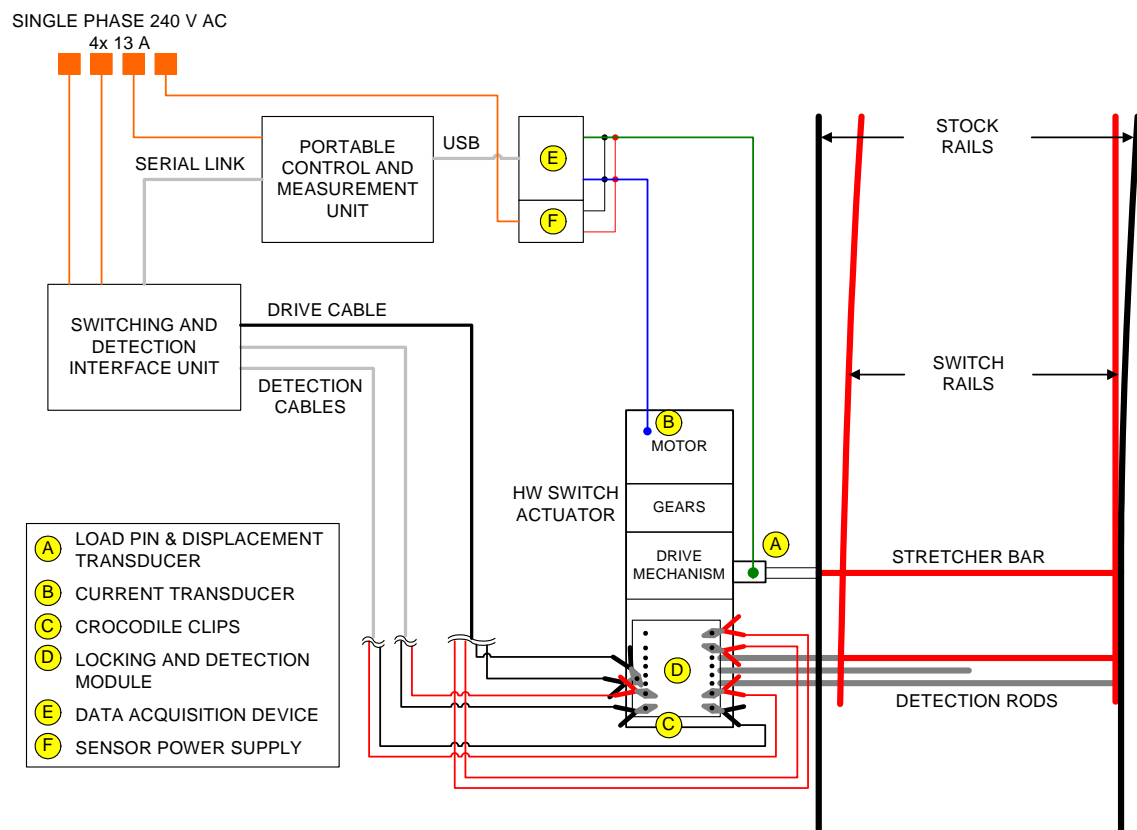 SINGLE PHASE 240 V AC
4x 13 A
PORTABLE
CONTROL AND
MEASUREMENT
UNIT
USB
SERIAL LINK
E
F
STOCK
RAILS
SWITCHING AND
DETECTION
INTERFACE UNIT
DRIVE CABLE
DETECTION
CABLES
SWITCH
RAILS
B
MOTOR
HW SWITCH
ACTUATOR
GEARS
A
DRIVE
MECHANISM
STRETCHER BAR
D
C
DETECTION RODS
A LOAD PIN & DISPLACEMENT
TRANSDUCER
B CURRENT TRANSDUCER
C CROCODILE CLIPS
D LOCKING AND DETECTION
MODULE
E DATA ACQUISITION DEVICE
F SENSOR POWER SUPPLY